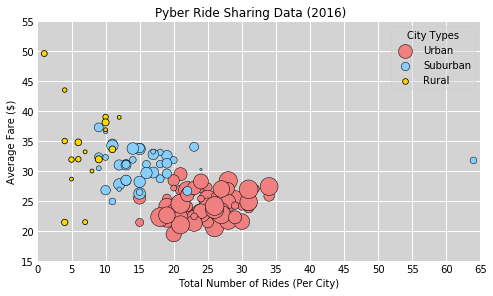 Pyber Ride Sharing Data (2016)
City Types
Urban
Suburban
Rural
Average Fare ($)
55
50
45
40
35
30
25
20
15
0 5 10 15 20 25 30 35 40 45 50 55 60 65
Total Number of Rides (Per City)